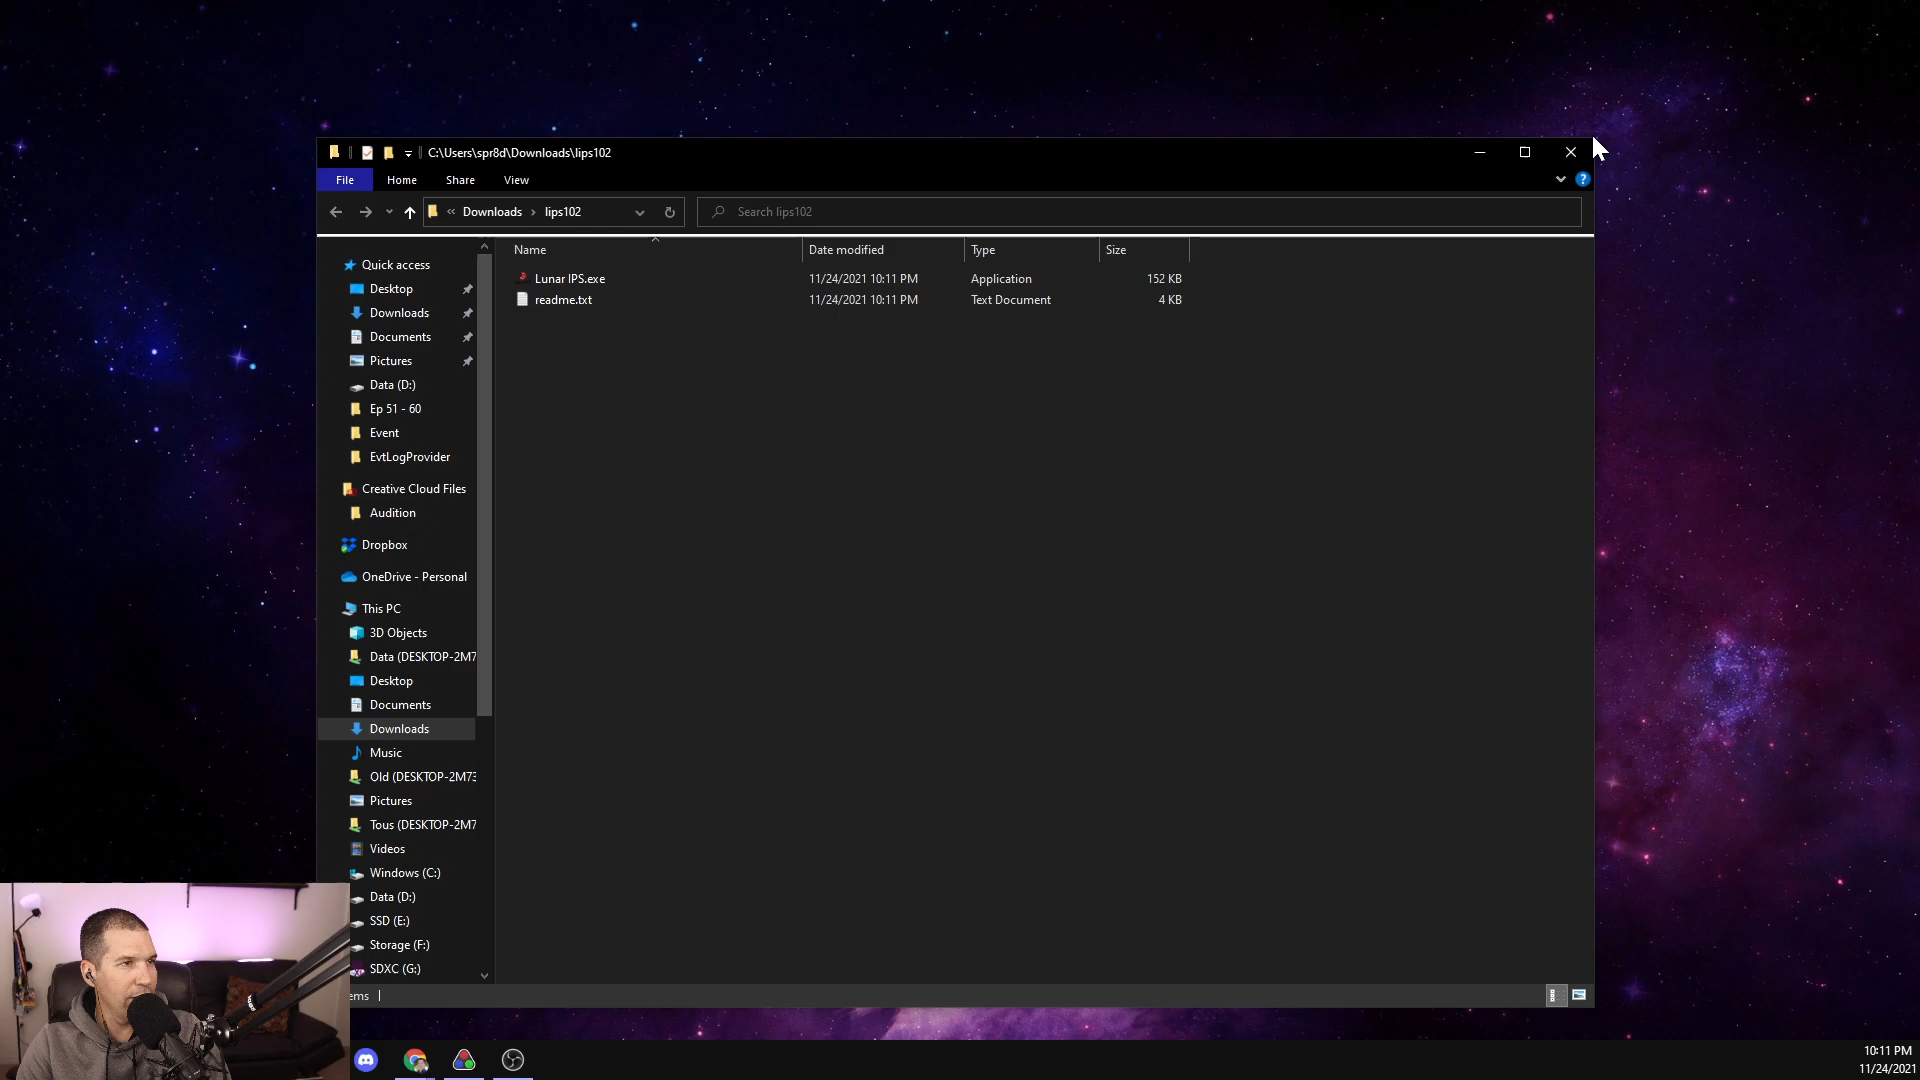 C:\Users\spr8d\Downloads\lips102
File Home Share View
Downloads lips102 Search lips102
Name Date modified Type Size
Lunar IPS.exe 11/24/2021 10:11 PM Application 152 KB
readme.txt 11/24/2021 10:11 PM Text Document 4 KB
Quick access
Desktop
Downloads
Documents
Pictures
Data (D:)
Ep 51 - 60
Event
EvtLogProvider
Creative Cloud Files
Audition
Dropbox
OneDrive - Personal
This PC
3D Objects
Data (DESKTOP-2M7
Desktop
Documents
Downloads
Music
Old (DESKTOP-2M73
Pictures
Tous (DESKTOP-2M7
Videos
Windows (C:)
Data (D:)
SSD (E:)
Storage (F:)
SDXC (G:)
ems
10:11 PM
11/24/2021